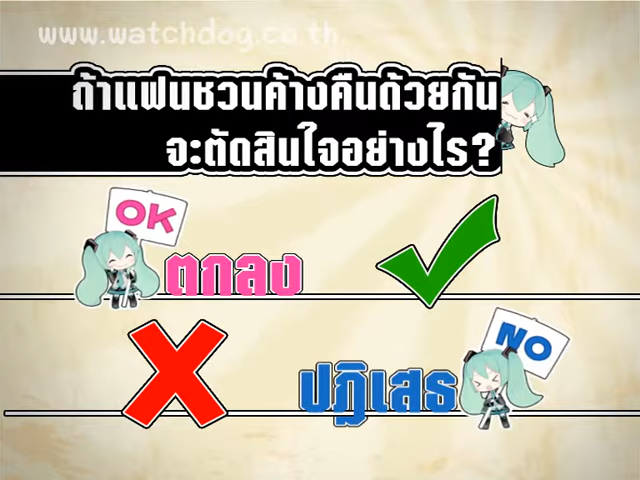 www.watchdog.co.th
ถ้าแฟนชวนค้างคืนด้วยกัน
จะตัดสินใจอย่างไร?
OK
ตกลง
NO
ปฏิเสธ